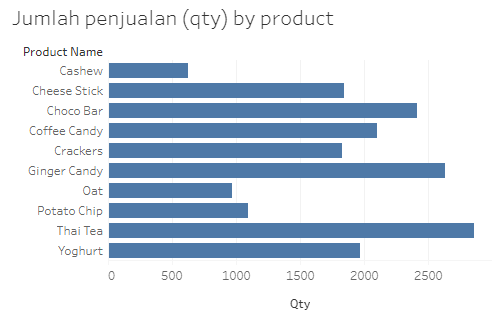 Jumlah penjualan (qty) by product
Product Name
Cashew
Cheese Stick
Choco Bar
Coffee Candy
Crackers
Ginger Candy
Oat
Potato Chip
Thai Tea
Yoghurt
0 500 1000 1500 2000 2500
Qty